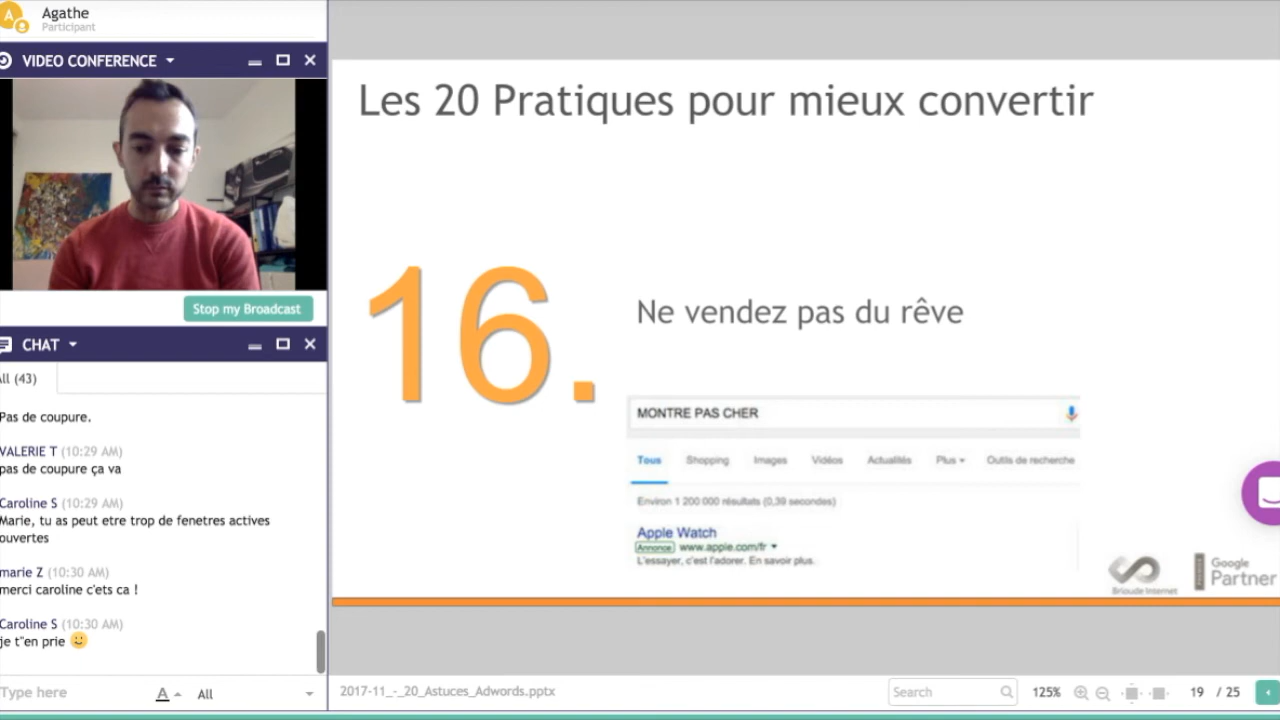 A Agathe
Participant
VIDEO CONFERENCE
Stop my Broadcast
CHAT
All (43)
Pas de coupure.
VALERIE T (10:29 AM)
pas de coupure ça va
Caroline S (10:29 AM)
Marie, tu as peut etre trop de fenetres actives
ouvertes
marie Z (10:30 AM)
merci caroline c'ets ca !
Caroline S (10:30 AM)
je t"en prie
Type here
A
All
Les 20 Pratiques pour mieux convertir
16.
Ne vendez pas du rêve
MONTRE PAS CHER
Tous Shopping Images Vidéos Actualités Plus Outils de recherche
Environ 1 200 000 résultats (0,39 secondes)
Apple Watch
Annonce www.apple.com/fr
L'essayer, c'est l'adorer. En savoir plus.
Brioude Internet
Google
Partner
2017-11_-_20_Astuces_Adwords.pptx
Search
125%
19 / 25